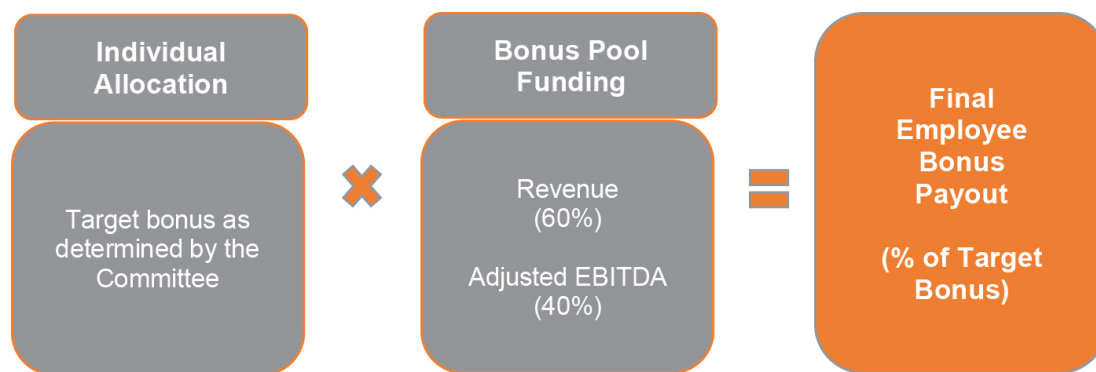 Individual
Allocation
Target bonus as
determined by the
Committee
Bonus Pool
Funding
Revenue
(60%)
Adjusted EBITDA
(40%)
Final
Employee
Bonus
Payout
(% of Target
Bonus)